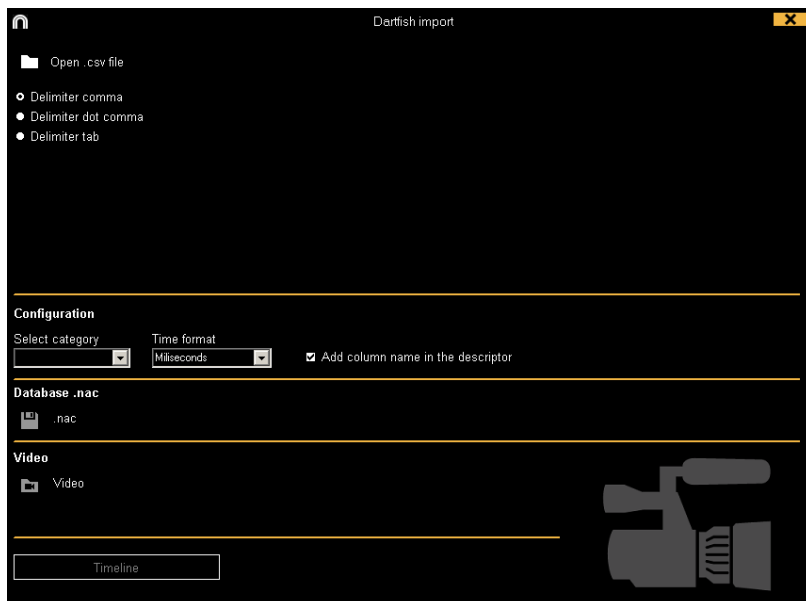 Dartfish import
Open .csv file
Delimiter comma
Delimiter dot comma
Delimiter tab
Configuration
Select category
Time format
Miliseconds
Add column name in the descriptor
Database .nac
.nac
Video
Video
Timeline